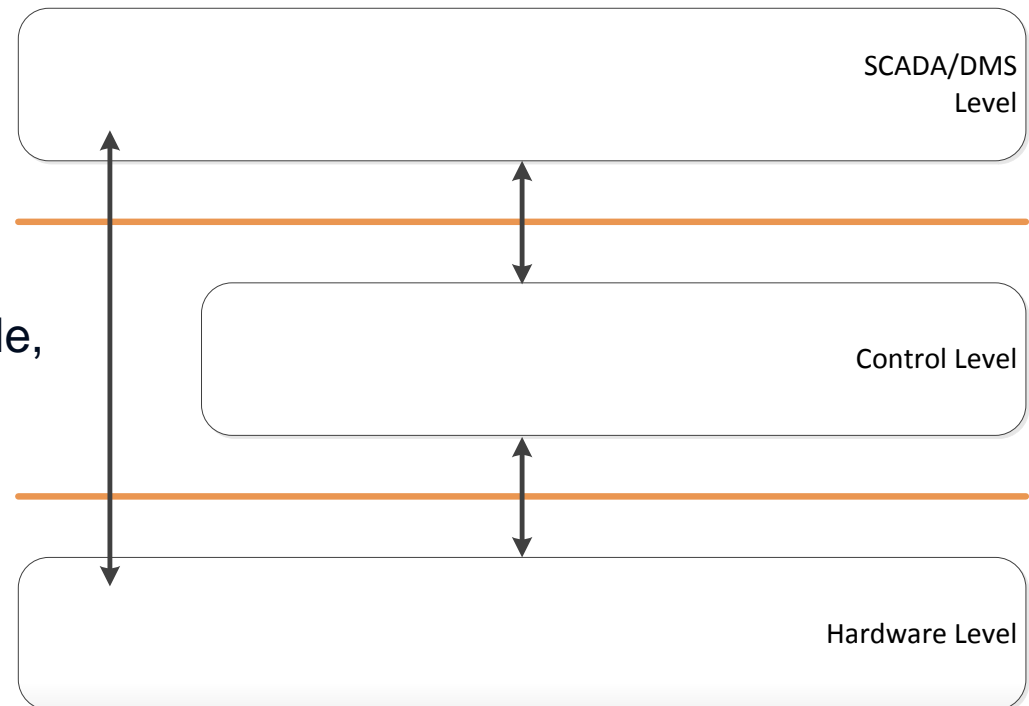 SCADA/DMS
Level
le,
Control Level
Hardware Level